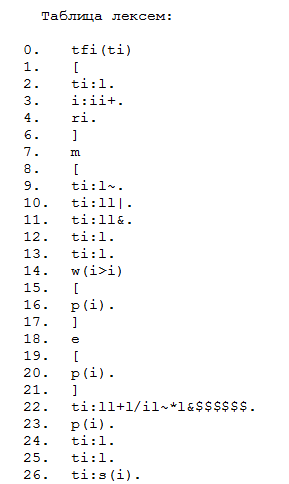 Таблица лексем:
0. tfi(ti)
1. [
2. ti:l.
3. i:ii+.
4. ri.
6. ]
7. m
8. [
9. ti:l~.
10. ti:ll|.
11. ti:ll&.
12. ti:l.
13. ti:l.
14. w(i>i)
15. [
16. p(i).
17. ]
18. e
19. [
20. p(i).
21. ]
22. ti:ll+l/il~*l&$$$$$$.
23. p(i).
24. ti:l.
25. ti:l.
26. ti:s(i).